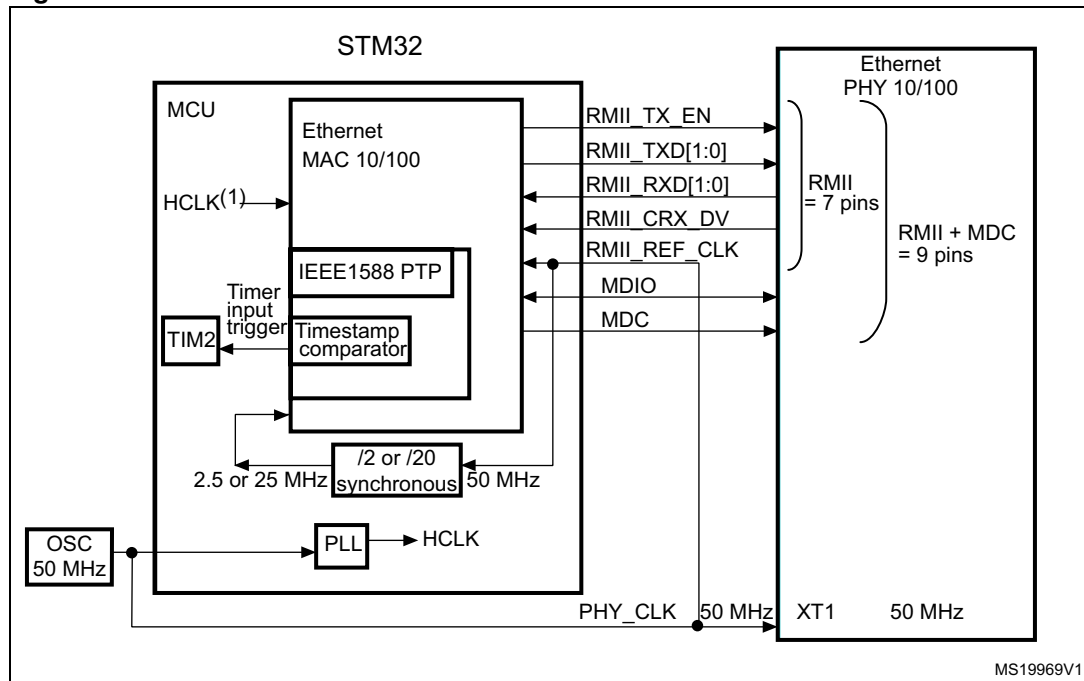 STM32
MCU
Ethernet
MAC 10/100
HCLK(1)
IEEE1588 PTP
Timer
input
trigger
TIM2
Timestamp
comparator
/2 or /20
synchronous
2.5 or 25 MHz
50 MHz
OSC
50 MHz
PLL
HCLK
RMII_TX_EN
RMII_TXD[1:0]
RMII_RXD[1:0]
RMII_CRX_DV
RMII_REF_CLK
MDIO
MDC
PHY_CLK
50 MHz
Ethernet
PHY 10/100
RMII
= 7 pins
RMII + MDC
= 9 pins
XT1
50 MHz
MS19969V1